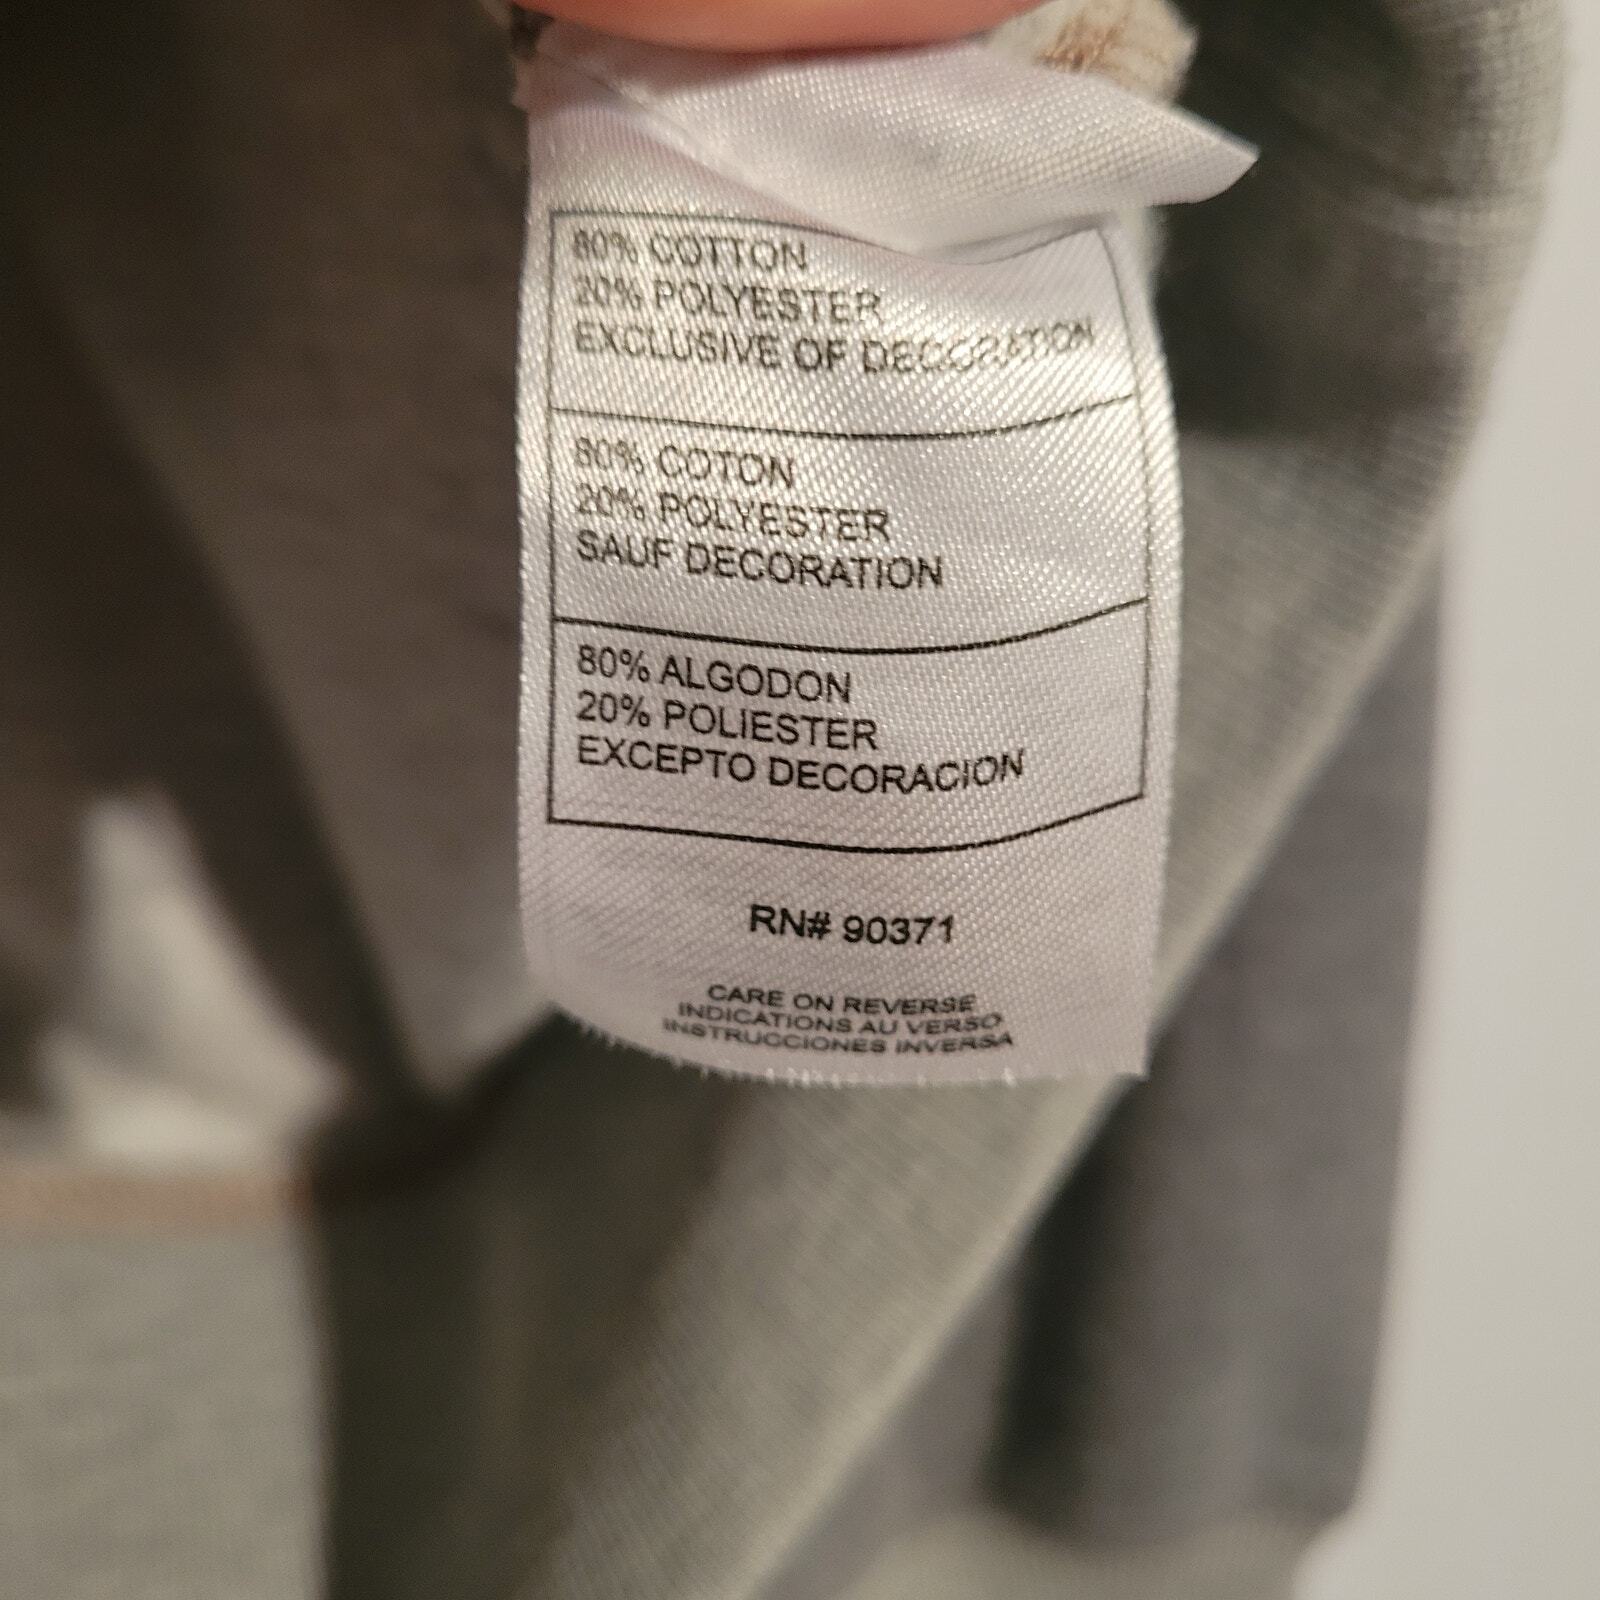 80% COTTON
20% POLYESTER
EXCLUSIVE OF DECORATION
80% COTON
20% POLYESTER
SAUF DECORATION
80% ALGODON
20% POLIESTER
EXCEPTO DECORACION
RN# 90371
CARE ON REVERSE
INDICATIONS AU VERSO
INSTRUCCIONES INVERSA